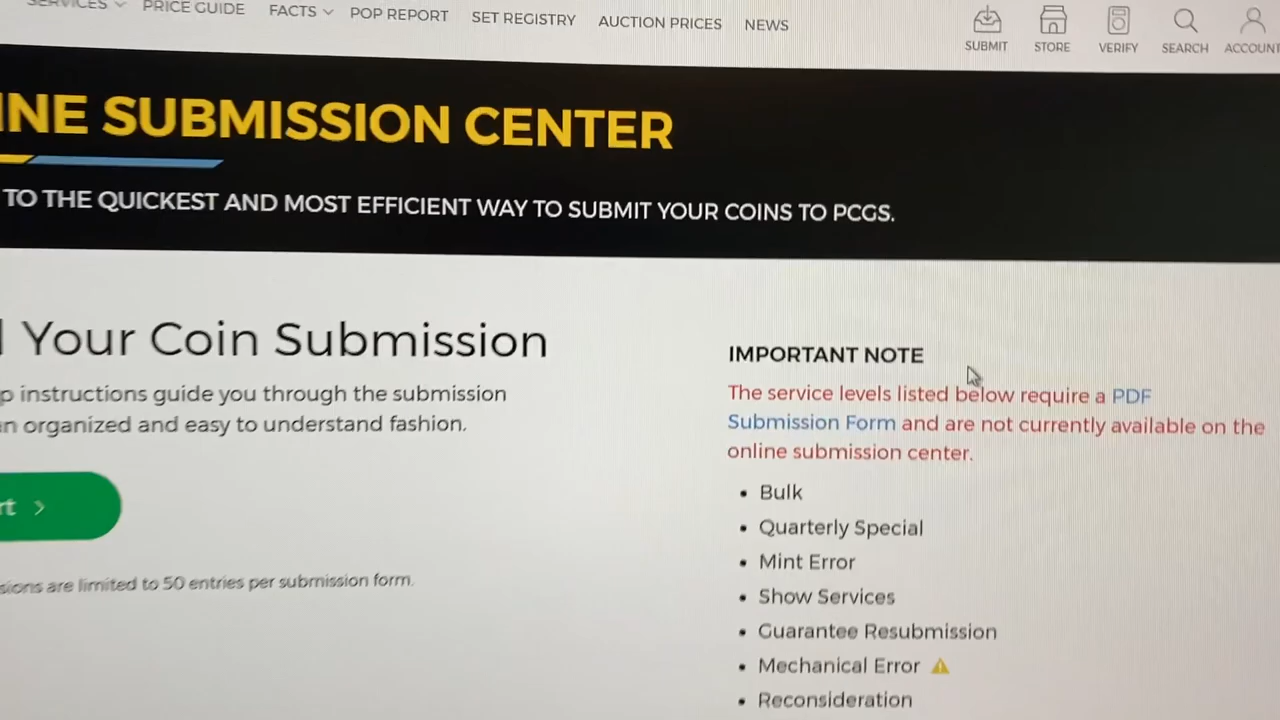 SERVICES
PRICE GUIDE
FACTS
POP REPORT
SET REGISTRY
AUCTION PRICES
NEWS
SUBMIT
STORE
VERIFY
SEARCH
ACCOUNT
INE SUBMISSION CENTER
TO THE QUICKEST AND MOST EFFICIENT WAY TO SUBMIT YOUR COINS TO PCGS.
Your Coin Submission
p instructions guide you through the submission
n organized and easy to understand fashion.
rt
sions are limited to 50 entries per submission form.
IMPORTANT NOTE
The service levels listed below require a PDF
Submission Form and are not currently available on the
online submission center.
• Bulk
• Quarterly Special
• Mint Error
• Show Services
• Guarantee Resubmission
• Mechanical Error
• Reconsideration